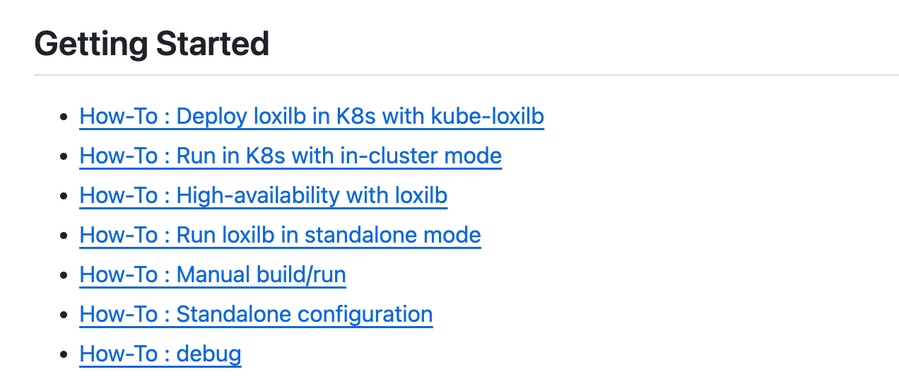 Getting Started
• How-To : Deploy loxilb in K8s with kube-loxilb
• How-To : Run in K8s with in-cluster mode
• How-To : High-availability with loxilb
• How-To : Run loxilb in standalone mode
• How-To : Manual build/run
• How-To : Standalone configuration
• How-To : debug